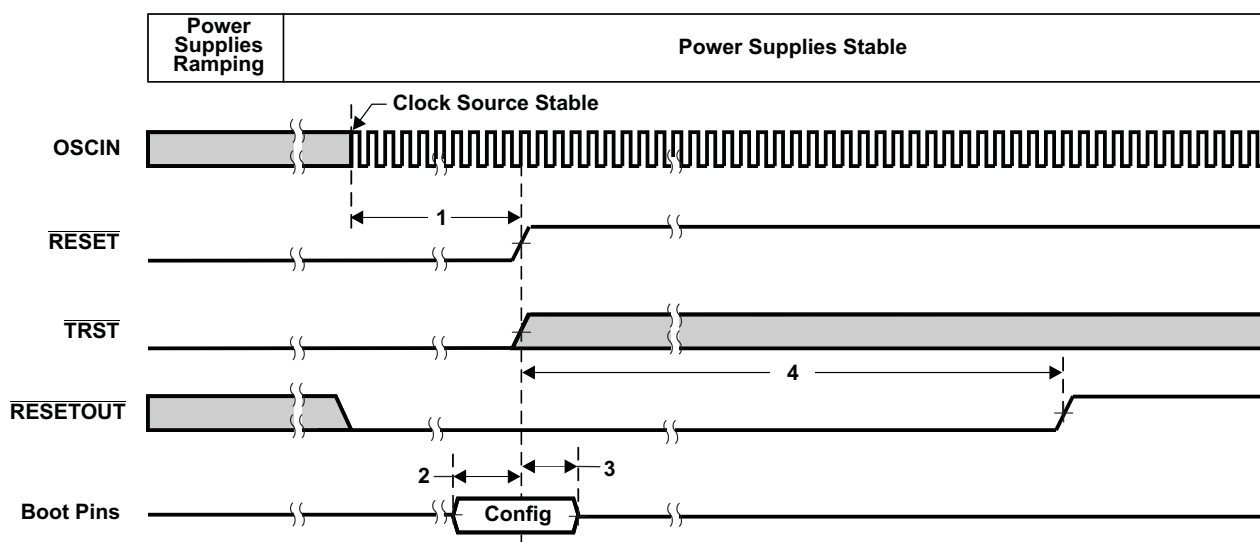 Power
Supplies
Ramping
Power Supplies Stable
Clock Source Stable
OSCIN
1
RESET
TRST
4
RESETOUT
2
3
Boot Pins
Config